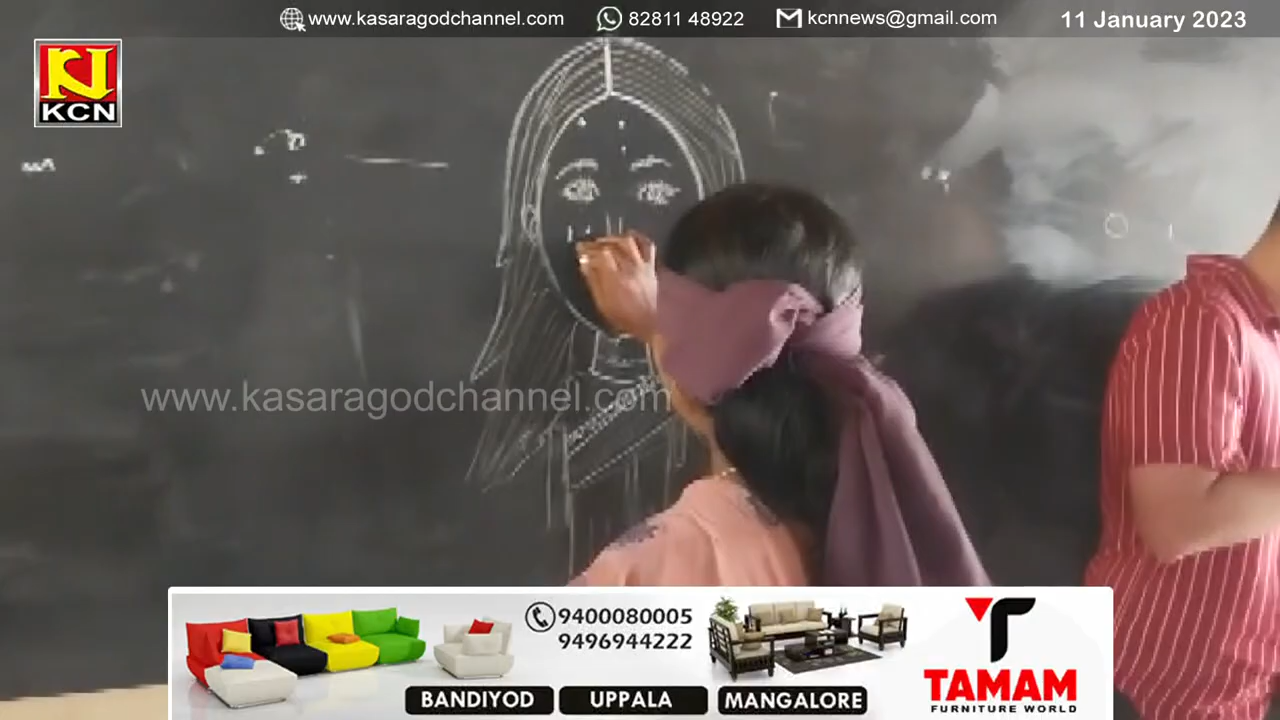 www.kasaragodchannel.com 82811 48922 kcnnews@gmail.com 11 January 2023
KCN
www.kasaragodchannel.com
9400080005
9496944222
BANDIYOD UPPALA MANGALORE
TAMAM
FURNITURE WORLD